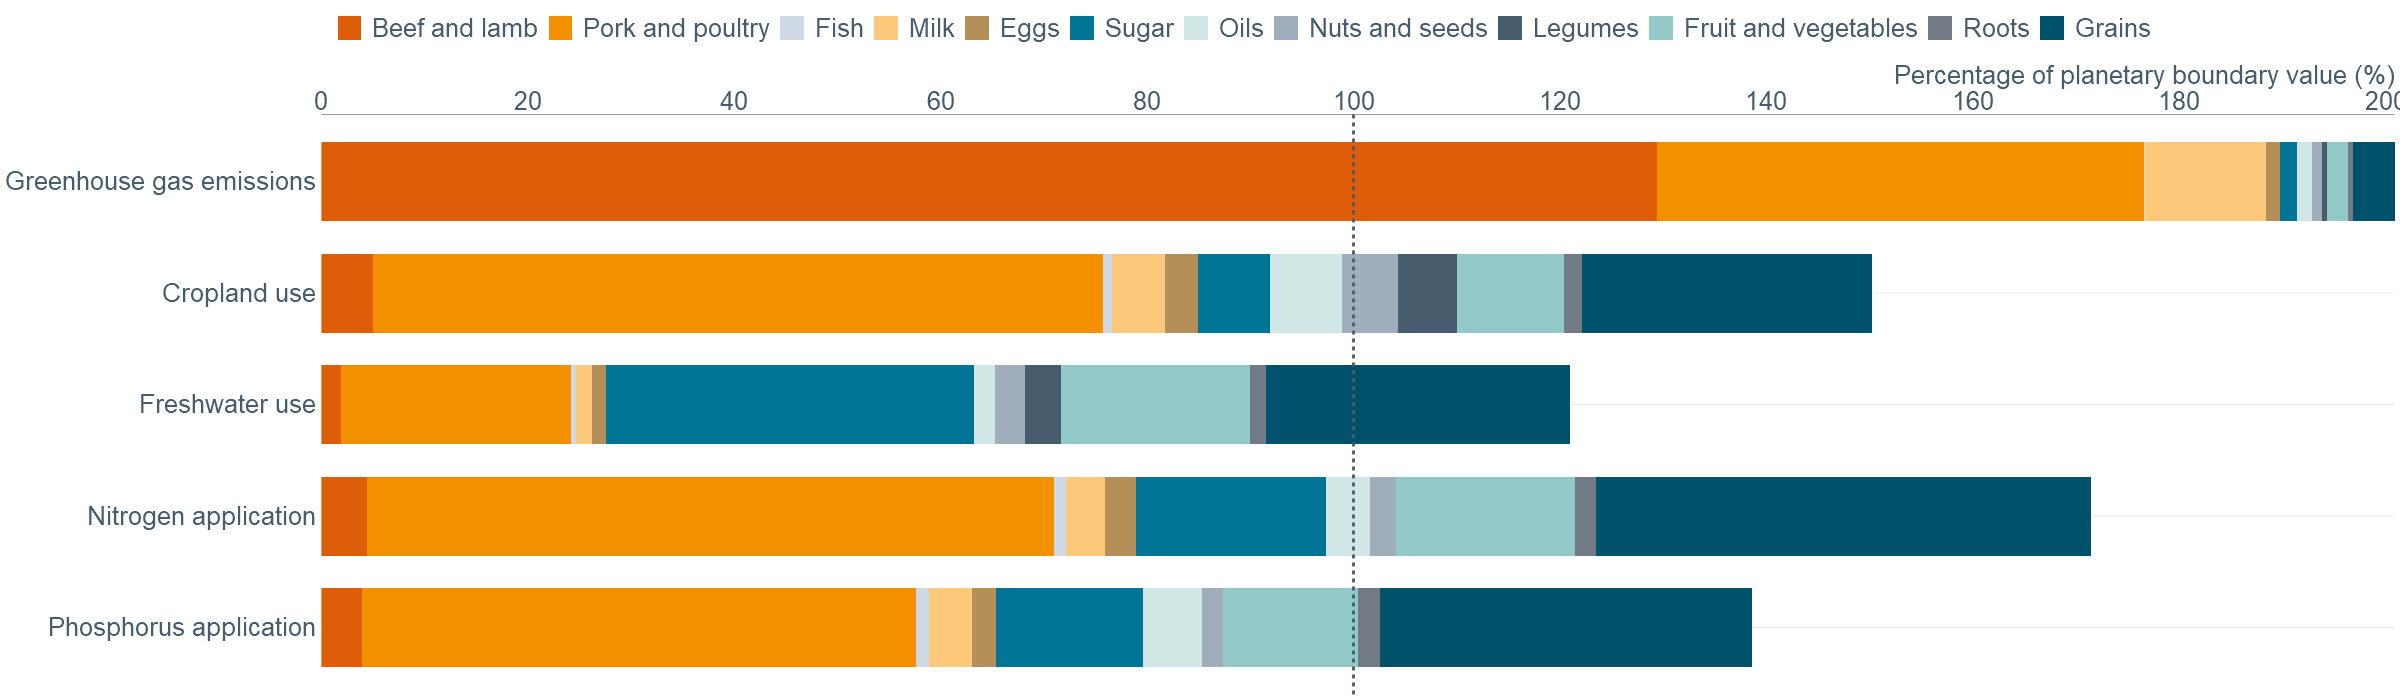 Beef and lamb Pork and poultry Fish Milk Eggs Sugar Oils Nuts and seeds Legumes Fruit and vegetables Roots Grains
Percentage of planetary boundary value (%)
0 20 40 60 80 100 120 140 160 180 200
Greenhouse gas emissions
Cropland use
Freshwater use
Nitrogen application
Phosphorus application